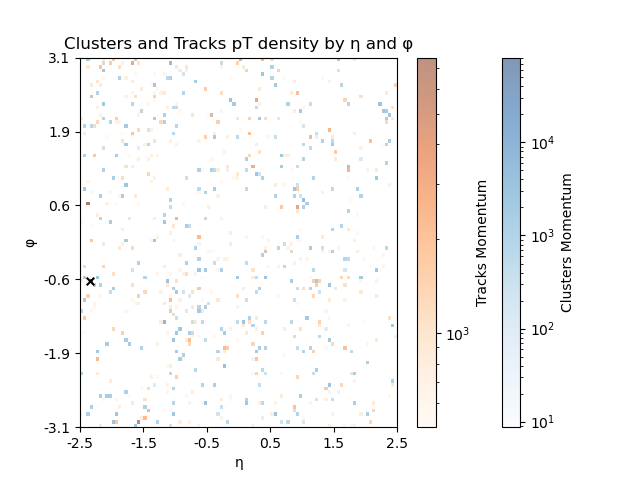 Clusters and Tracks pT density by η and φ
3.1
1.9
0.6
-0.6
-1.9
-3.1
φ
-2.5 -1.5 -0.5 0.5 1.5 2.5
η
10³
Tracks Momentum
10⁴
10³
10²
10¹
Clusters Momentum